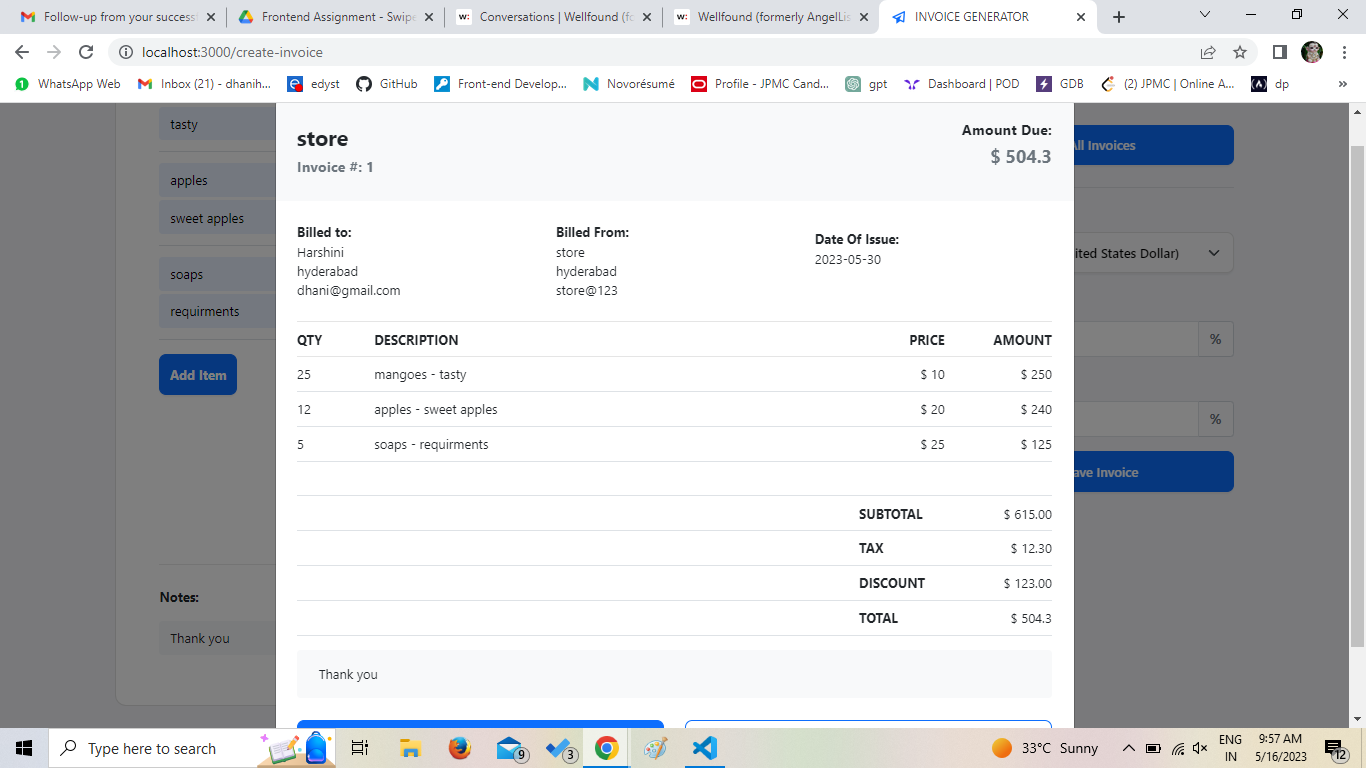 Follow-up from your success
Frontend Assignment - Swipe
Conversations | Wellfound (fo
Wellfound (formerly AngelLis
INVOICE GENERATOR
localhost:3000/create-invoice
WhatsApp Web
Inbox (21) - dhanih...
edyst
GitHub
Front-end Develop...
Novorésumé
Profile - JPMC Cand...
gpt
Dashboard | POD
GDB
(2) JPMC | Online A...
dp
»
tasty
apples
sweet apples
soaps
requirments
Add Item
Notes:
Thank you
store
Invoice #: 1
Amount Due:
$ 504.3
Billed to:
Harshini
hyderabad
dhani@gmail.com
Billed From:
store
hyderabad
store@123
Date Of Issue:
2023-05-30
QTY DESCRIPTION PRICE AMOUNT
25 mangoes - tasty $ 10 $ 250
12 apples - sweet apples $ 20 $ 240
5 soaps - requirments $ 25 $ 125
SUBTOTAL $ 615.00
TAX $ 12.30
DISCOUNT $ 123.00
TOTAL $ 504.3
Thank you
ll Invoices
ited States Dollar)
%
%
ave Invoice
Type here to search
9
3
33°C Sunny
ENG
IN
9:57 AM
5/16/2023
12